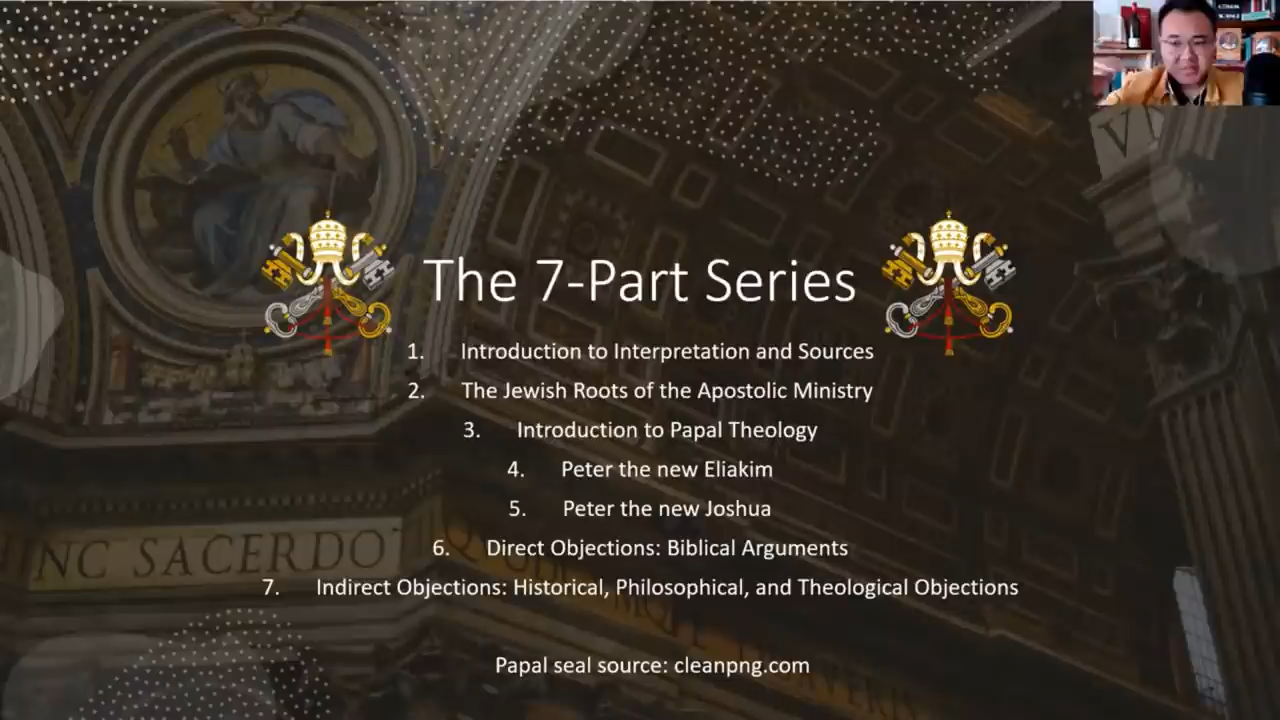 The 7-Part Series
1. Introduction to Interpretation and Sources
2. The Jewish Roots of the Apostolic Ministry
3. Introduction to Papal Theology
4. Peter the new Eliakim
5. Peter the new Joshua
6. Direct Objections: Biblical Arguments
7. Indirect Objections: Historical, Philosophical, and Theological Objections
NC SACERDO
Papal seal source: cleanpng.com